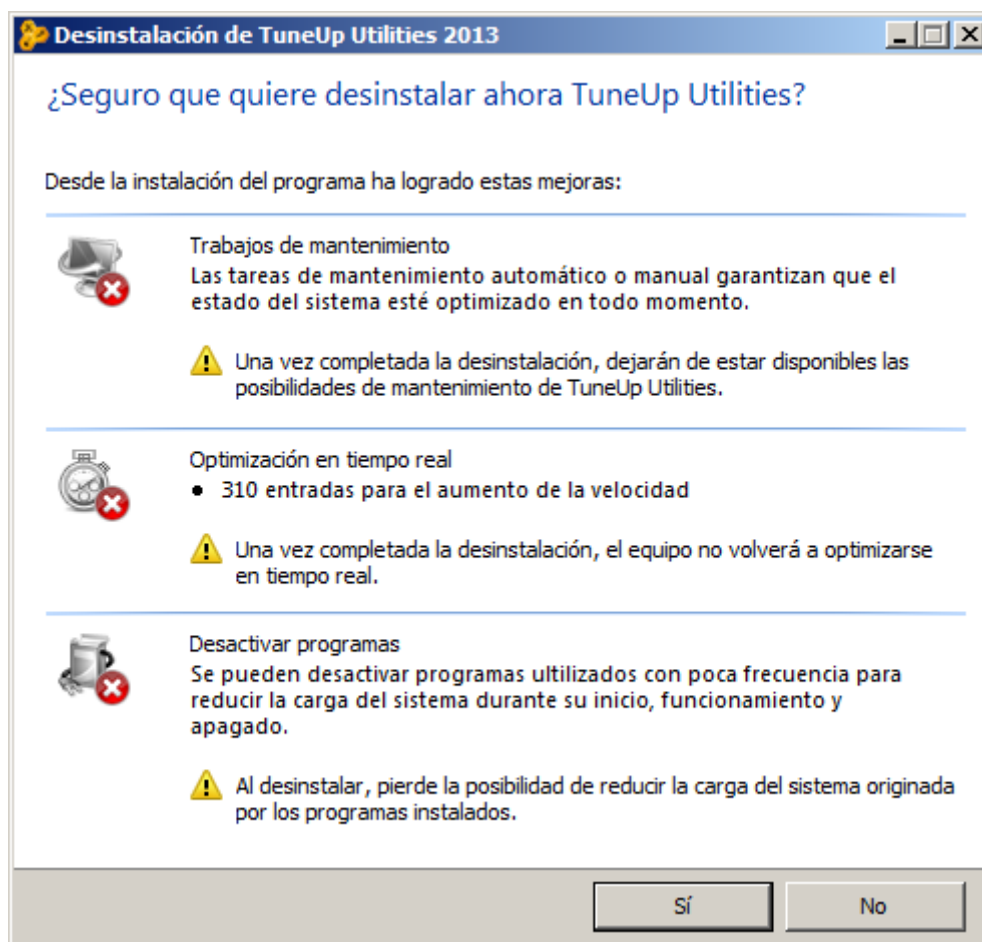 Desinstalación de TuneUp Utilities 2013
¿Seguro que quiere desinstalar ahora TuneUp Utilities?
Desde la instalación del programa ha logrado estas mejoras:
Trabajos de mantenimiento
Las tareas de mantenimiento automático o manual garantizan que el
estado del sistema esté optimizado en todo momento.
Una vez completada la desinstalación, dejarán de estar disponibles las
posibilidades de mantenimiento de TuneUp Utilities.
Optimización en tiempo real
• 310 entradas para el aumento de la velocidad
Una vez completada la desinstalación, el equipo no volverá a optimizarse
en tiempo real.
Desactivar programas
Se pueden desactivar programas ultilizados con poca frecuencia para
reducir la carga del sistema durante su inicio, funcionamiento y
apagado.
Al desinstalar, pierde la posibilidad de reducir la carga del sistema originada
por los programas instalados.
Sí
No